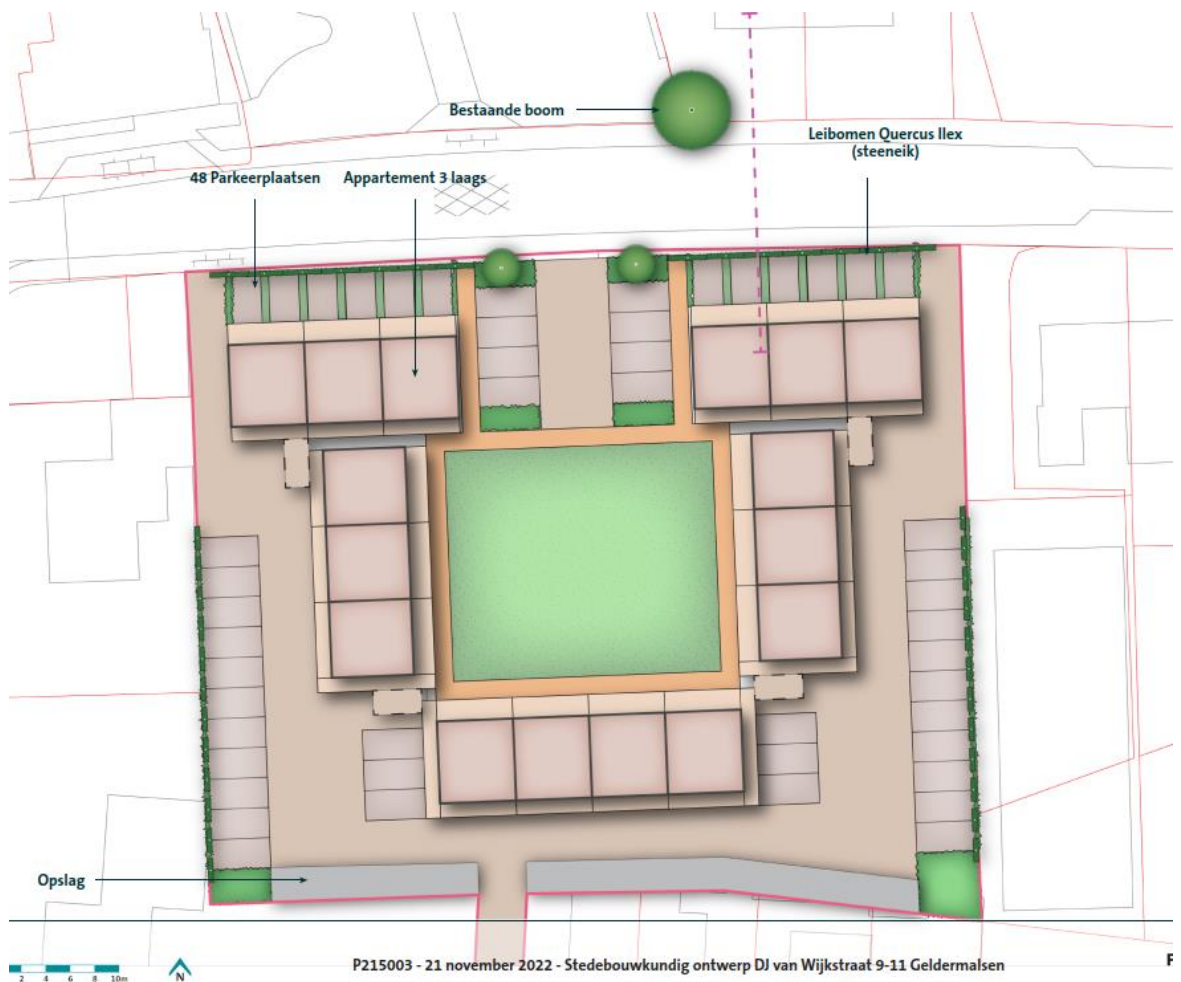 Bestaande boom
Leibomen Quercus Ilex
(steeneik)
48 Parkeerplaatsen
Appartement 3 laags
Opslag
2 4 6 8 10m
N
P215003 - 21 november 2022 - Stedebouwkundig ontwerp DJ van Wijkstraat 9-11 Geldermalsen